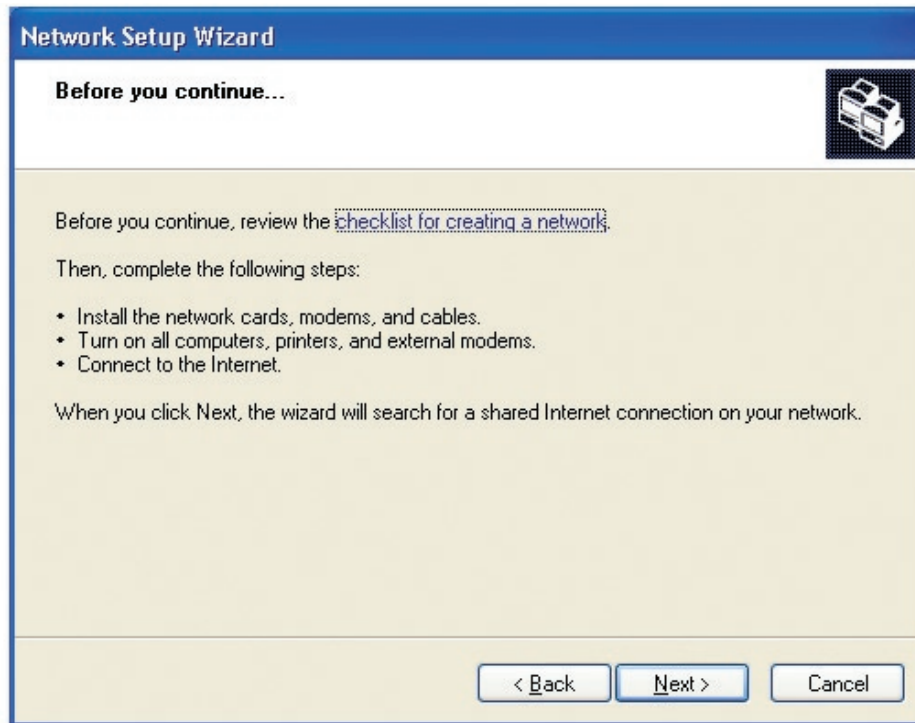 Network Setup Wizard
Before you continue...
Before you continue, review the checklist for creating a network.
Then, complete the following steps:
• Install the network cards, modems, and cables.
• Turn on all computers, printers, and external modems.
• Connect to the Internet.
When you click Next, the wizard will search for a shared Internet connection on your network.
< Back Next > Cancel